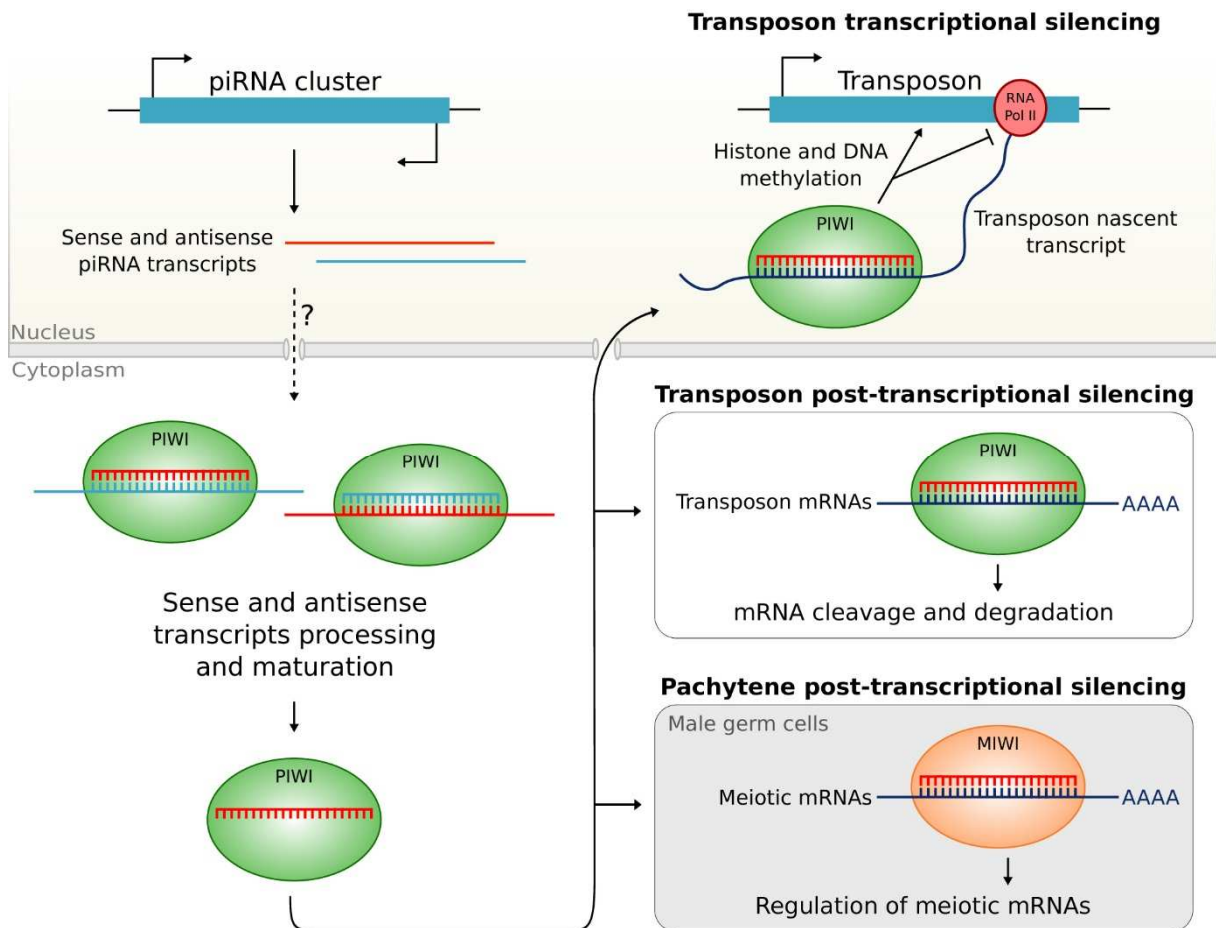 Transposon transcriptional silencing
piRNA cluster
Transposon
RNA
Pol II
Histone and DNA
methylation
PIWI
Transposon nascent
transcript
Sense and antisense
piRNA transcripts
?
Nucleus
Cytoplasm
PIWI
PIWI
Sense and antisense
transcripts processing
and maturation
PIWI
Transposon post-transcriptional silencing
PIWI
Transposon mRNAs
AAAA
mRNA cleavage and degradation
Pachytene post-transcriptional silencing
Male germ cells
MIWI
Meiotic mRNAs
AAAA
Regulation of meiotic mRNAs